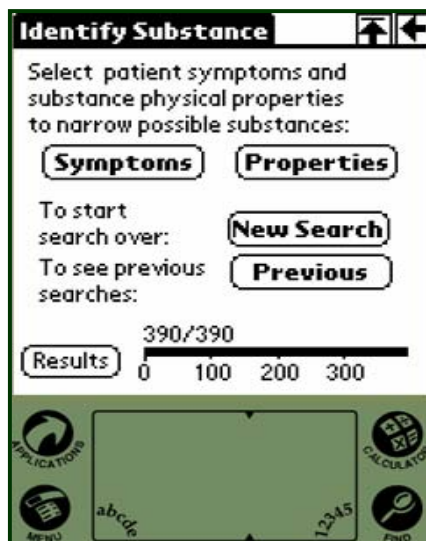 Identify Substance
Select patient symptoms and
substance physical properties
to narrow possible substances:
Symptoms Properties
To start
search over:
New Search
To see previous
searches:
Previous
390/390
Results
0 100 200 300
APPLICATIONS
CALCULATOR
abcde
12345
MENU
FIND